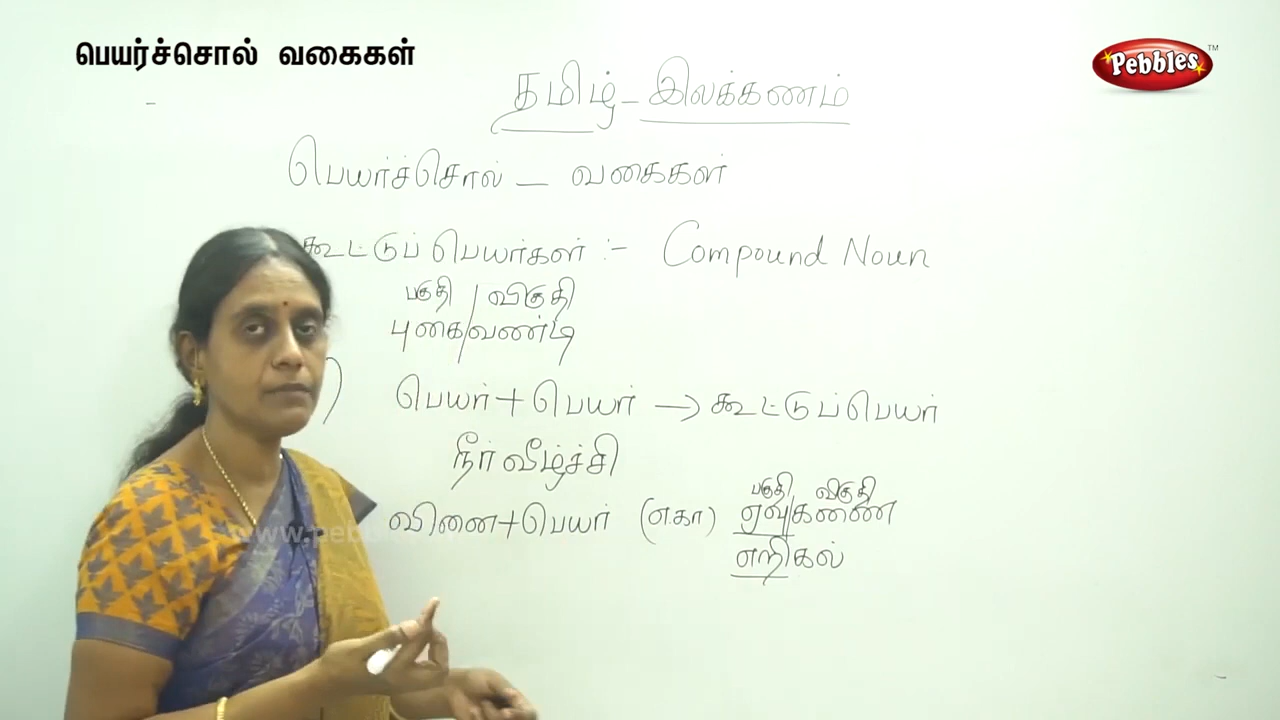 பெயர்ச்சொல் வகைகள்
Pebbles TM
தமிழ் - இலக்கணம்
பெயர்ச்சொல் - வகைகள்
கூட்டுப் பெயர்கள் :- Compound Noun
பகுதி / விகுதி
புகை/வண்டி
) பெயர் + பெயர் → கூட்டுப்பெயர்
நீர்வீழ்ச்சி
பகுதி விகுதி
வினை+பெயர் (எ.கா) ஏவு/கணை
எறிகல்